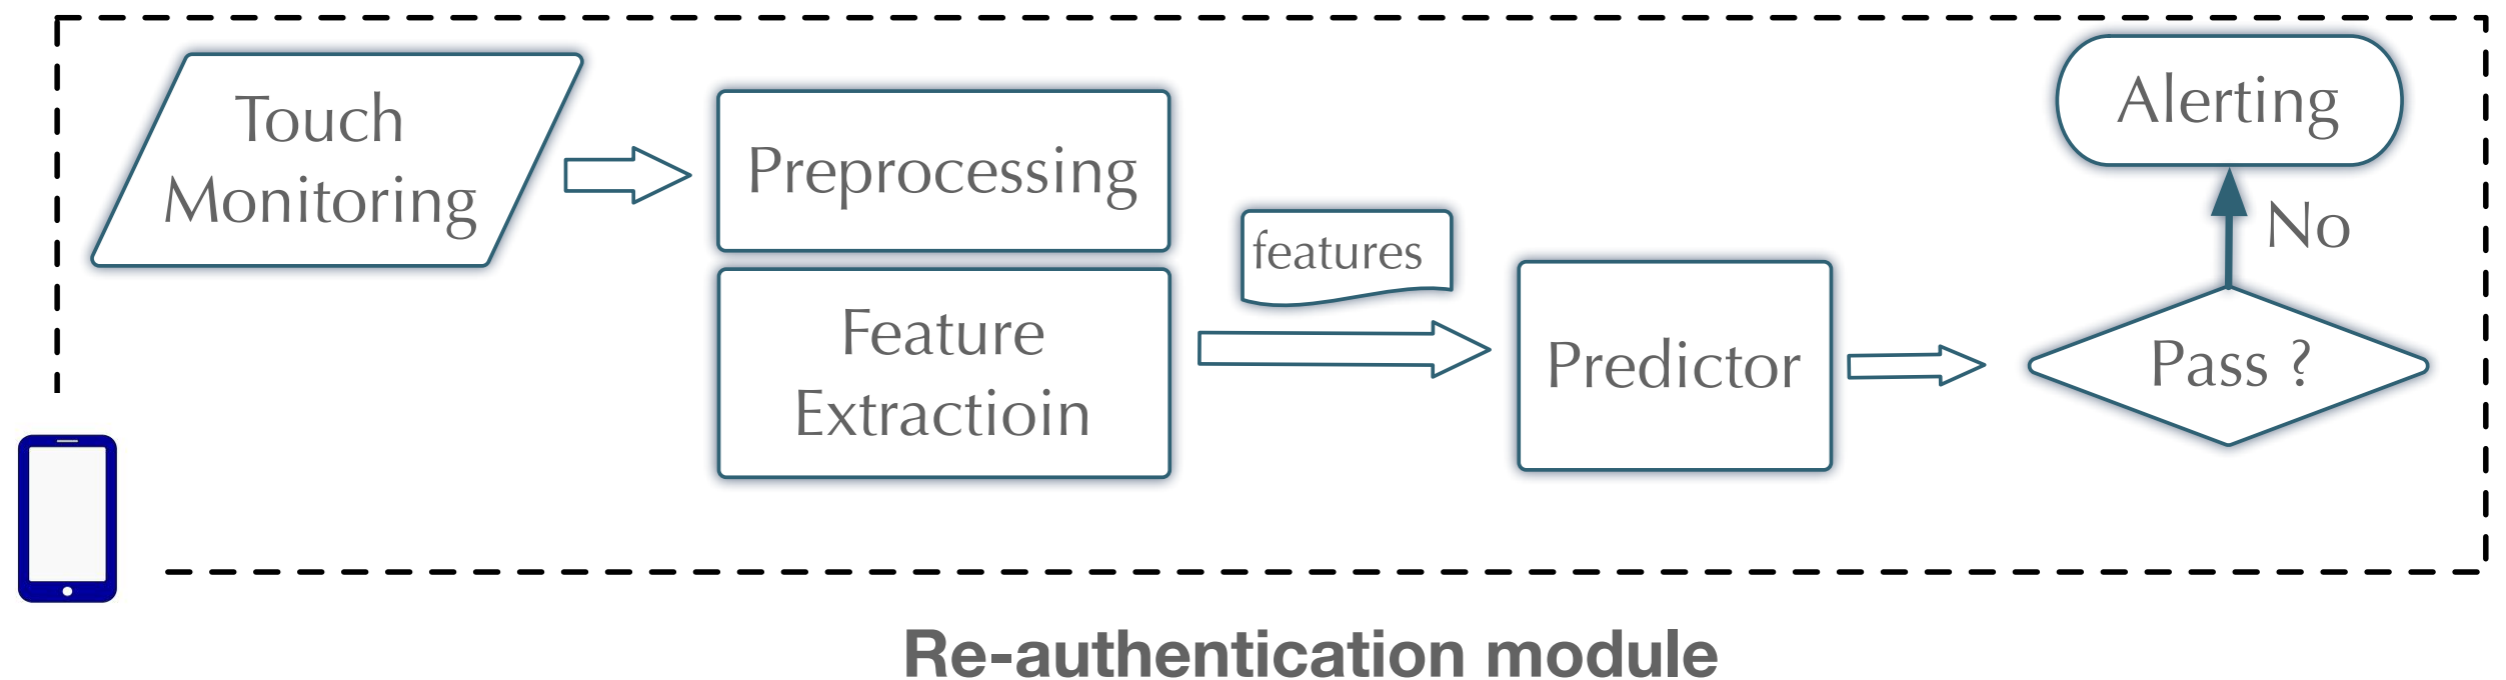 Touch
Monitoring
Preprocessing
Feature
Extractioin
features
Predictor
Pass ?
No
Alerting
Re-authentication module